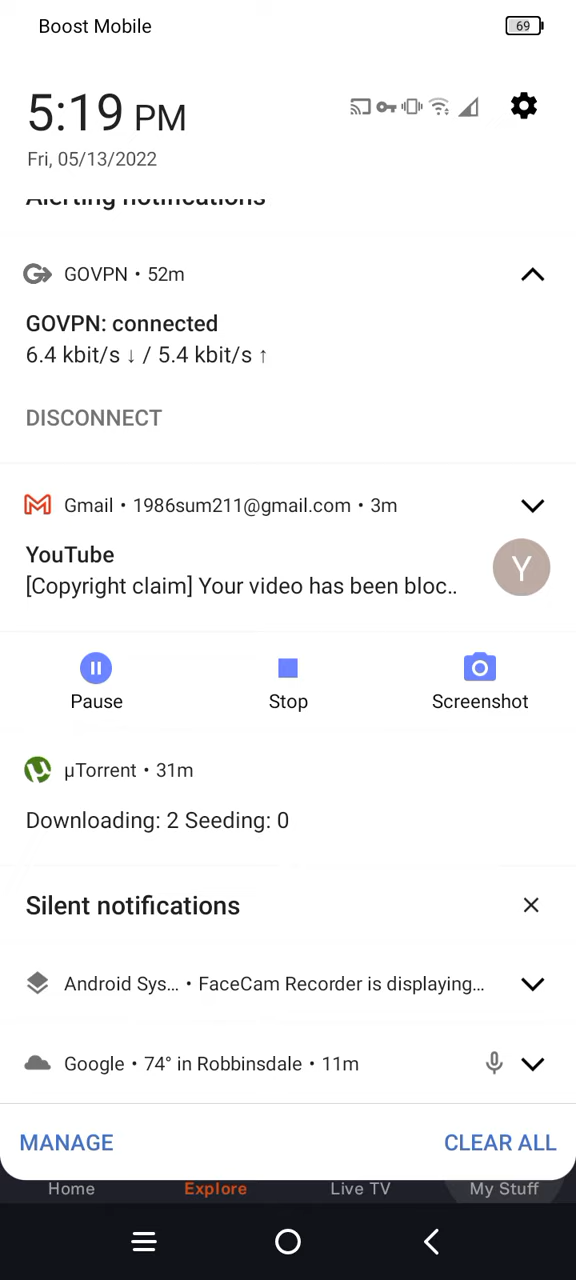 Boost Mobile
69
5:19 PM
Fri, 05/13/2022
Alerting notifications
GOVPN • 52m
GOVPN: connected
6.4 kbit/s ↓ / 5.4 kbit/s ↑
DISCONNECT
Gmail • 1986sum211@gmail.com • 3m
YouTube
Y
[Copyright claim] Your video has been bloc..
Pause
Stop
Screenshot
µTorrent • 31m
Downloading: 2 Seeding: 0
Silent notifications
Android Sys... • FaceCam Recorder is displaying...
Google • 74° in Robbinsdale • 11m
MANAGE
CLEAR ALL
Home
Explore
Live TV
My Stuff